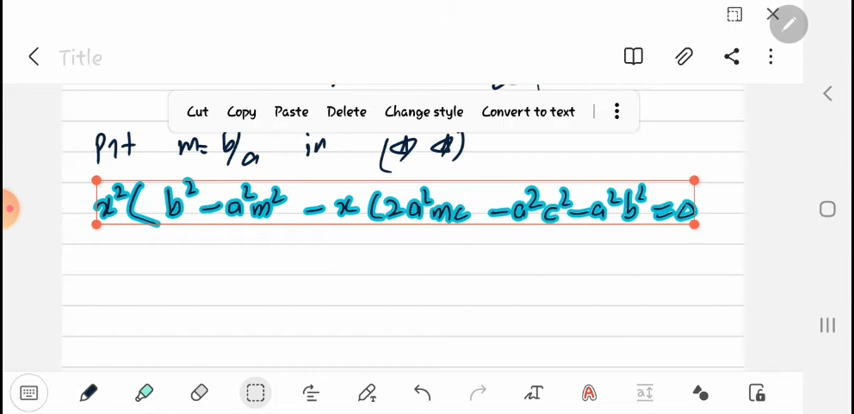 Title
Cut Copy Paste Delete Change style Convert to text
Put m= b/a in
x²( b² - a²m² - x (2a²mc - a²c² - a²b² = 0